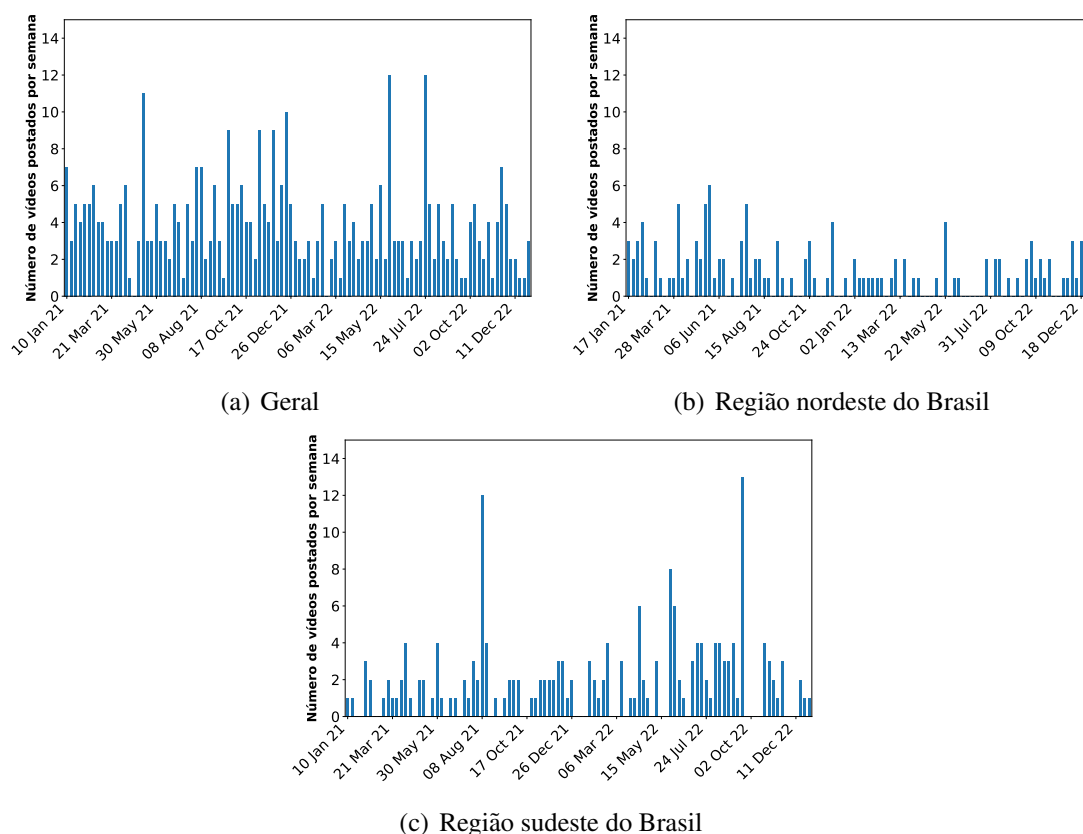 Número de vídeos postados por semana
14
12
10
8
6
4
2
0
10 Jan 21
21 Mar 21
30 May 21
08 Aug 21
17 Oct 21
26 Dec 21
06 Mar 22
15 May 22
24 Jul 22
02 Oct 22
11 Dec 22
(a) Geral
Número de vídeos postados por semana
14
12
10
8
6
4
2
0
17 Jan 21
28 Mar 21
06 Jun 21
15 Aug 21
24 Oct 21
02 Jan 22
13 Mar 22
22 May 22
31 Jul 22
09 Oct 22
18 Dec 22
(b) Região nordeste do Brasil
Número de vídeos postados por semana
14
12
10
8
6
4
2
0
10 Jan 21
21 Mar 21
30 May 21
08 Aug 21
17 Oct 21
26 Dec 21
06 Mar 22
15 May 22
24 Jul 22
02 Oct 22
11 Dec 22
(c) Região sudeste do Brasil